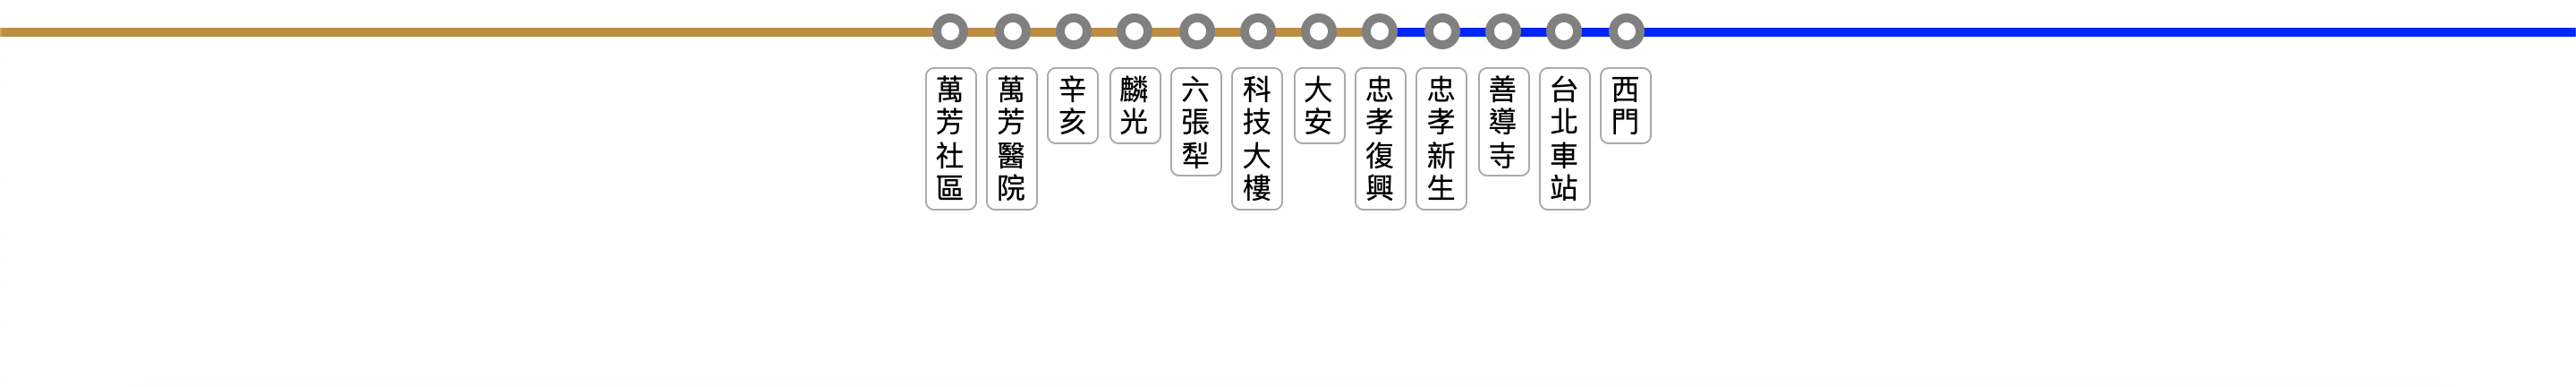 萬芳社區
萬芳醫院
辛亥
麟光
六張犁
科技大樓
大安
忠孝復興
忠孝新生
善導寺
台北車站
西門